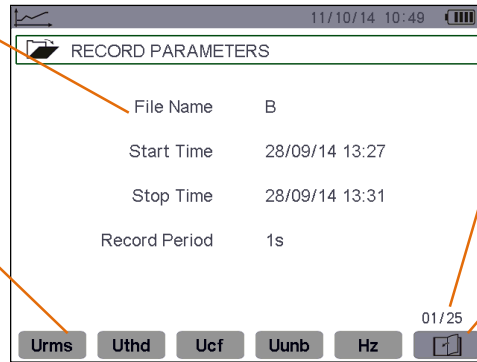 11/10/14 10:49
RECORD PARAMETERS
File Name B
Start Time 28/09/14 13:27
Stop Time 28/09/14 13:31
Record Period 1s
01/25
Urms Uthd Ucf Uunb Hz